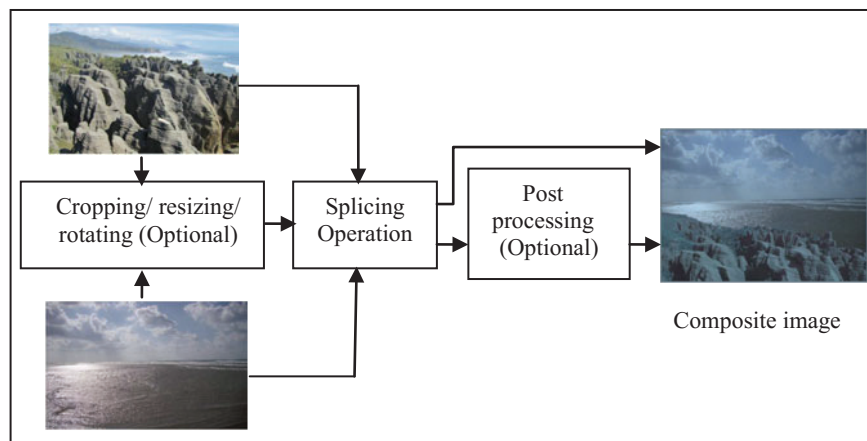 Cropping/ resizing/
rotating (Optional)
Splicing
Operation
Post
processing
(Optional)
Composite image